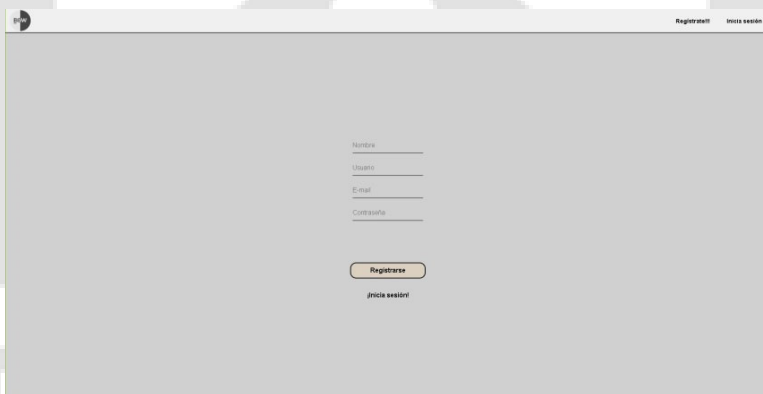 B&W
Regístrate!!
Inicia sesión
Nombre
Usuario
E-mail
Contraseña
Registrarse
¡Inicia sesión!